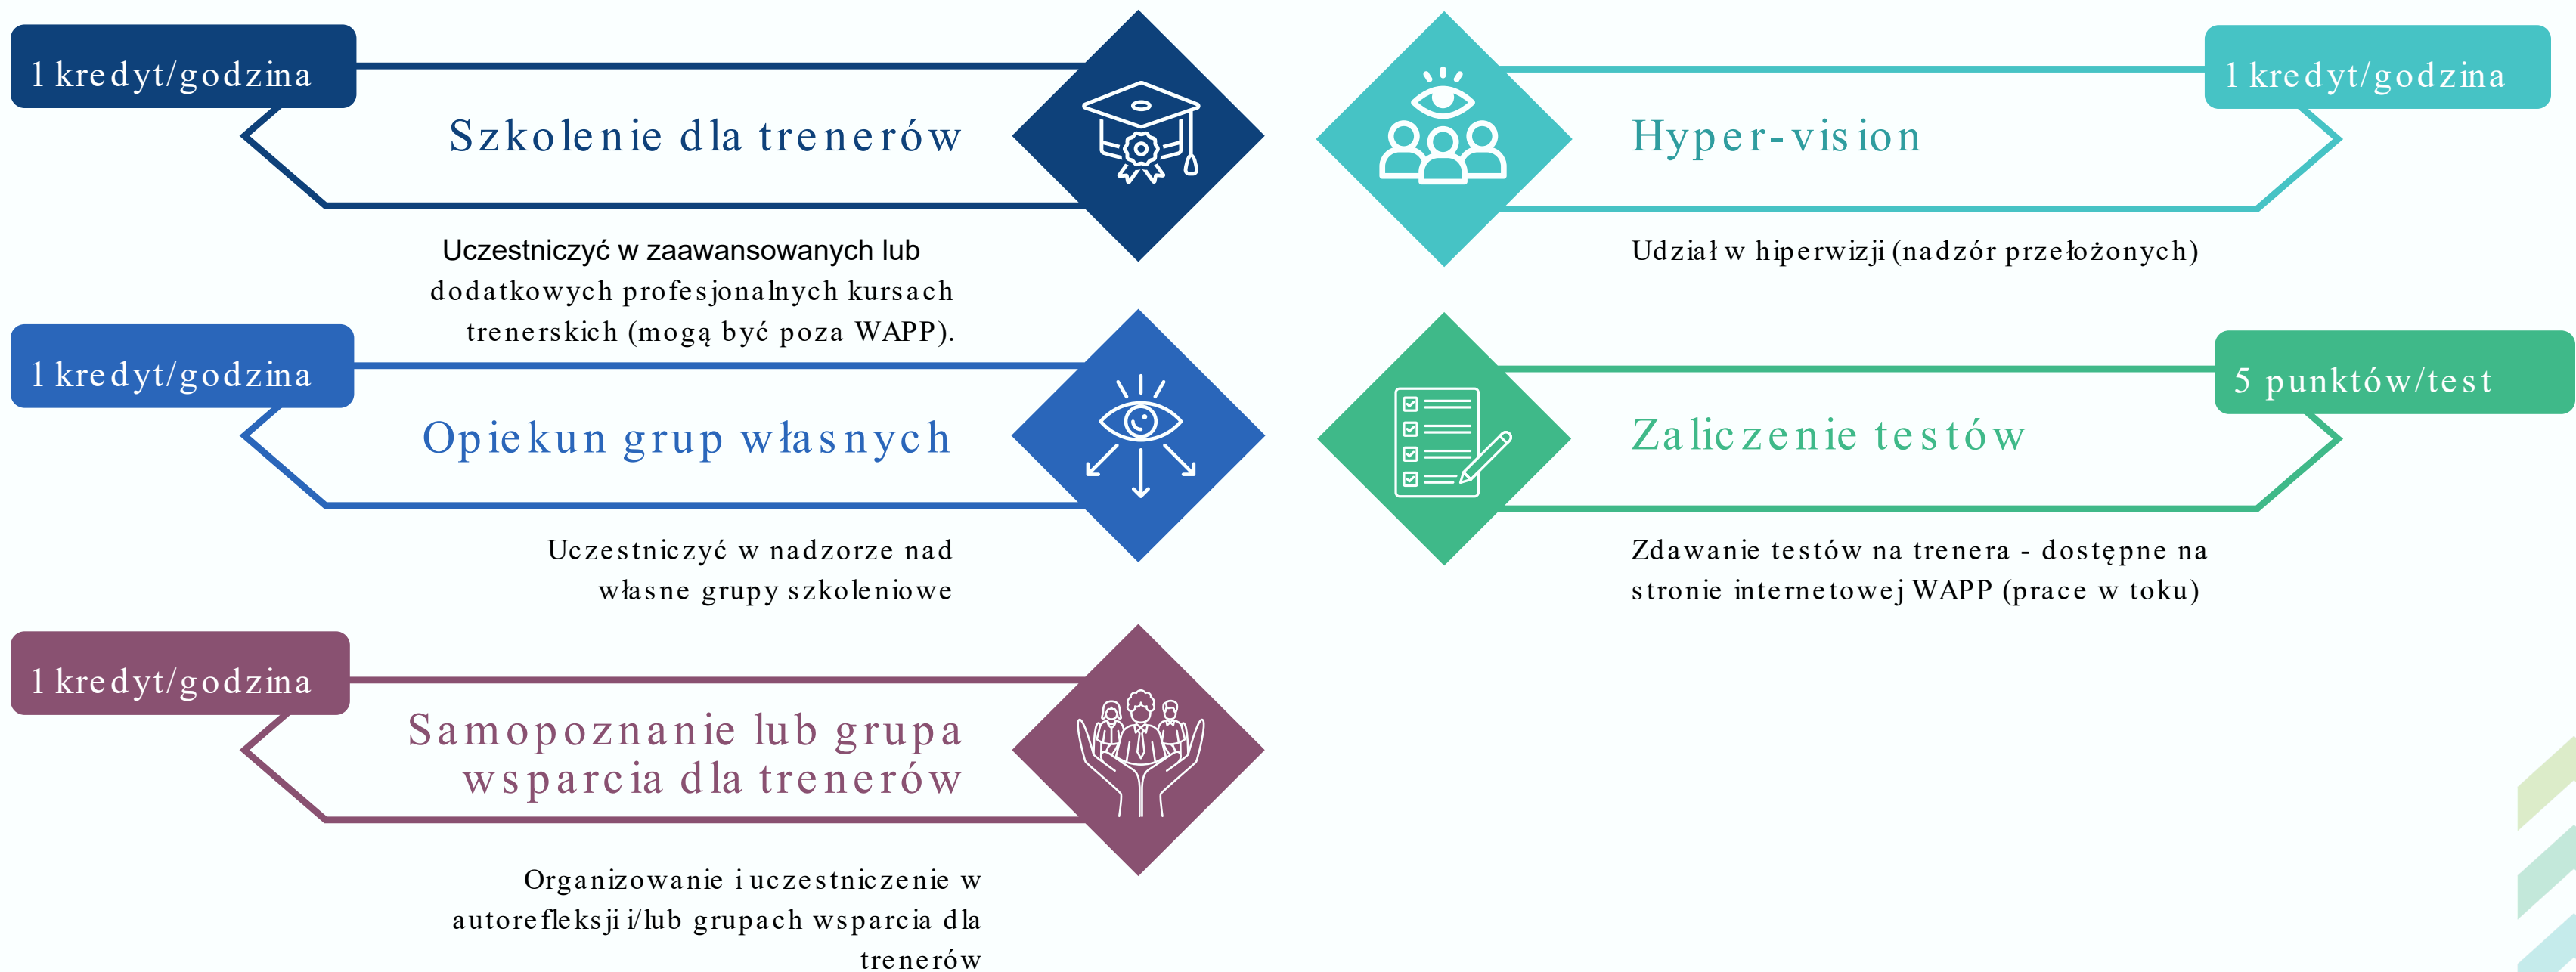 1 kredyt/godzina
Szkolenie dla trenerów
Uczestniczyć w zaawansowanych lub
dodatkowych profesjonalnych kursach
trenerskich (mogą być poza WAPP).
1 kredyt/godzina
Opiekun grup własnych
Uczestniczyć w nadzorze nad
własne grupy szkoleniowe
1 kredyt/godzina
Samopoznanie lub grupa
wsparcia dla trenerów
Organizowanie i uczestniczenie w
autorefleksji i/lub grupach wsparcia dla
trenerów
1 kredyt/godzina
Hyper-vision
Udział w hiperwizji (nadzór przełożonych)
5 punktów/test
Zaliczenie testów
Zdawanie testów na trenera - dostępne na
stronie internetowej WAPP (prace w toku)